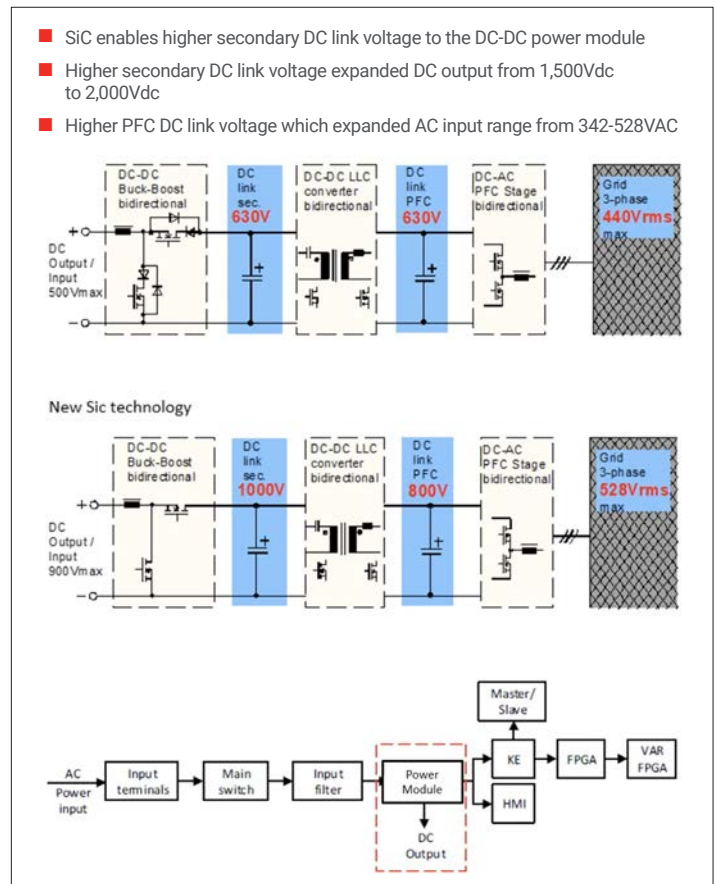 SiC enables higher secondary DC link voltage to the DC-DC power module
Higher secondary DC link voltage expanded DC output from 1,500Vdc
to 2,000Vdc
Higher PFC DC link voltage which expanded AC input range from 342-528VAC
DC-DC
Buck-Boost
bidirectional
DC
link
sec.
630V
DC-DC LLC
converter
bidirectional
DC
link
PFC
630V
DC-AC
PFC Stage
bidirectional
Grid
3-phase
440Vrms
max
+
DC
Output /
Input
500Vmax
-
+
+
New Sic technology
DC-DC
Buck-Boost
bidirectional
DC
link
sec.
1000V
DC-DC LLC
converter
bidirectional
DC
link
PFC
800V
DC-AC
PFC Stage
bidirectional
Grid
3-phase
528Vrms
max
+
DC
Output /
Input
900Vmax
-
+
+
AC
Power
input
Input
terminals
Main
switch
Input
filter
Power
Module
DC
Output
Master/
Slave
KE
FPGA
VAR
FPGA
HMI